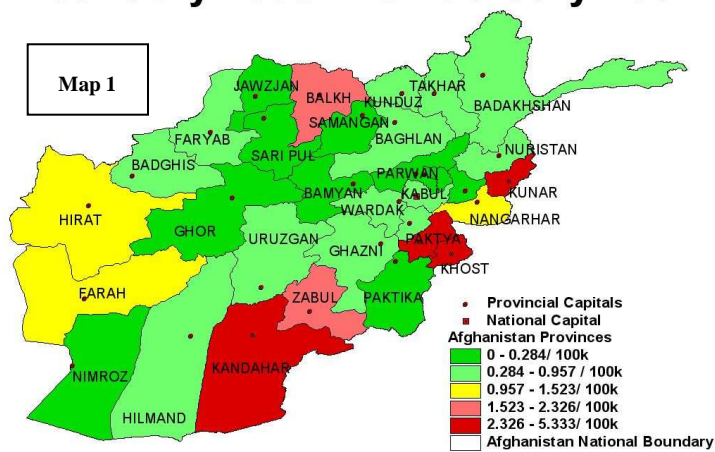 Map 1
JAWZJAN
BALKH
KUNDUZ
TAKHAR
BADAKHSHAN
SAMANGAN
FARYAB
BAGHLAN
SARI PUL
BADGHIS
NURISTAN
PARWAN
BAMYAN
KABUL
KUNAR
WARDAK
NANGARHAR
HIRAT
GHOR
URUZGAN
GHAZNI
PAKTYA
KHOST
FARAH
ZABUL
PAKTIKA
NIMROZ
KANDAHAR
HILMAND
Provincial Capitals
National Capital
Afghanistan Provinces
0 - 0.284/ 100k
0.284 - 0.957 / 100k
0.957 - 1.523/ 100k
1.523 - 2.326/ 100k
2.326 - 5.333/ 100k
Afghanistan National Boundary